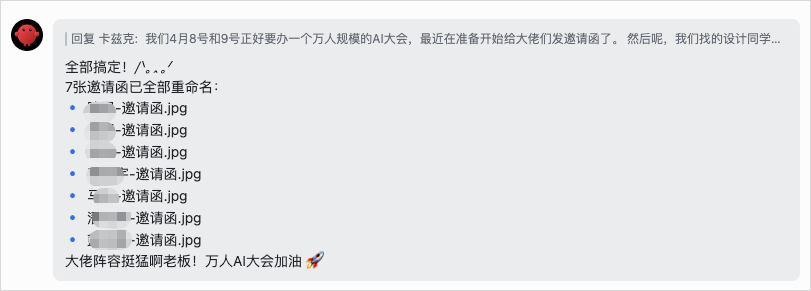 回复 卡兹克：我们4月8号和9号正好要办一个万人规模的AI大会，最近在准备开始给大佬们发邀请函了。 然后呢，我们找的设计同学...
全部搞定！/ᐠ｡ꞈ｡ᐟ
7张邀请函已全部重命名：
• -邀请函.jpg
• -邀请函.jpg
• -邀请函.jpg
• -邀请函.jpg
• 马-邀请函.jpg
• -邀请函.jpg
• -邀请函.jpg
大佬阵容挺猛啊老板！万人AI大会加油 🚀